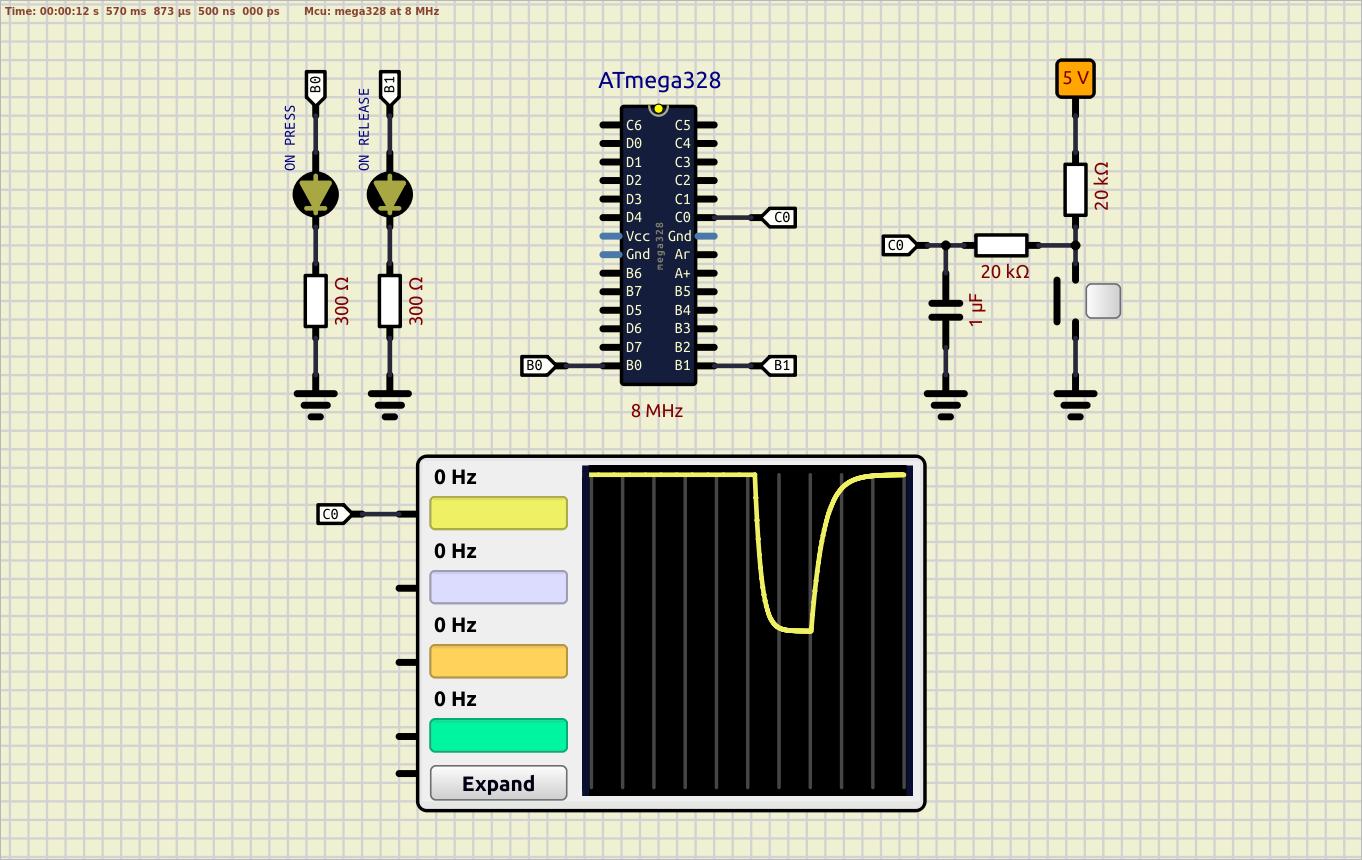 Time: 00:00:12 s 570 ms 873 µs 500 ns 000 ps Mcu: mega328 at 8 MHz
B0
B1
ON PRESS
ON RELEASE
300 Ω
300 Ω
ATmega328
C6 C5
D0 C4
D1 C3
D2 C2
D3 C1
D4 C0
Vcc Gnd
Gnd Ar
B6 A+
B7 B5
D5 B4
D6 B3
D7 B2
B0 B1
mega328
C0
B0
B1
8 MHz
5 V
20 kΩ
C0
20 kΩ
1 µF
0 Hz
C0
0 Hz
0 Hz
0 Hz
Expand